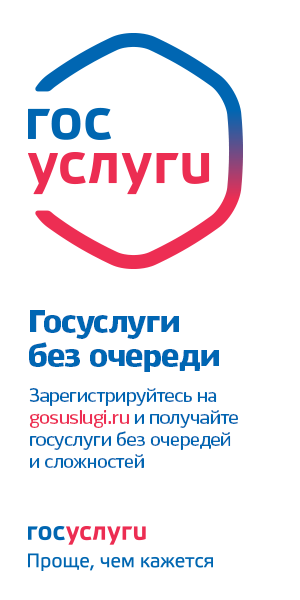 гос
услуги
Госуслуги
без очереди
Зарегистрируйтесь на
gosuslugi.ru и получайте
госуслуги без очередей
и сложностей
госуслуги
Проще, чем кажется